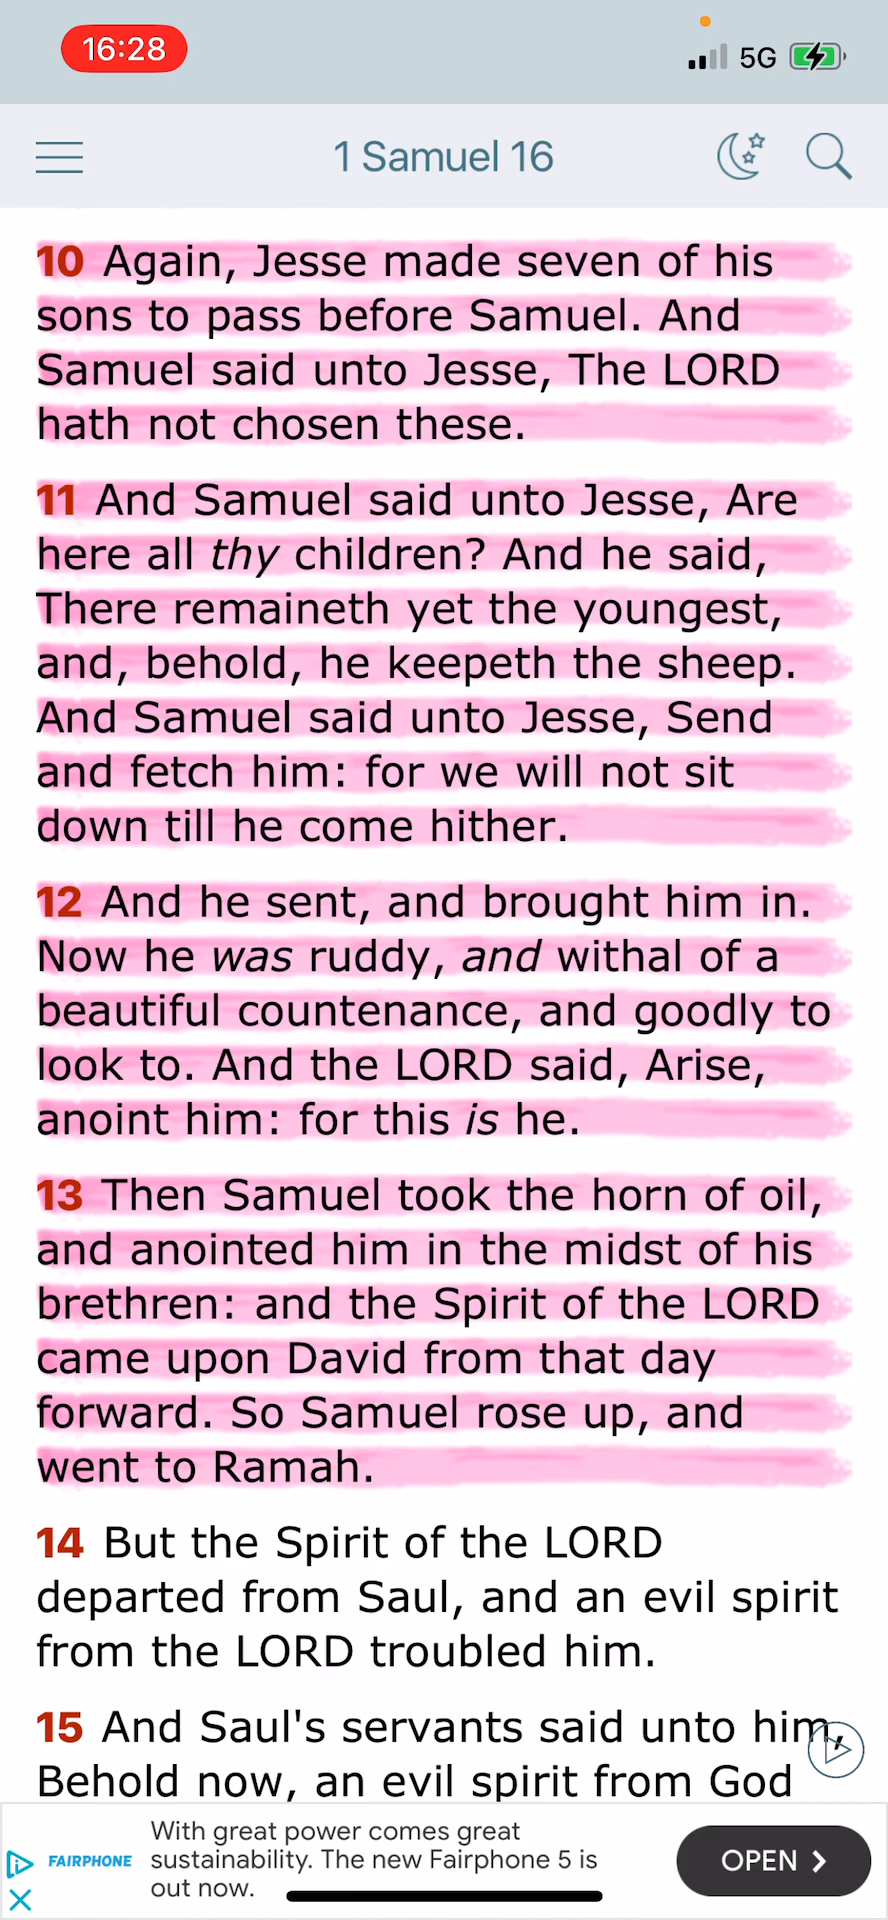 16:28
5G
1 Samuel 16
10 Again, Jesse made seven of his
sons to pass before Samuel. And
Samuel said unto Jesse, The LORD
hath not chosen these.
11 And Samuel said unto Jesse, Are
here all thy children? And he said,
There remaineth yet the youngest,
and, behold, he keepeth the sheep.
And Samuel said unto Jesse, Send
and fetch him: for we will not sit
down till he come hither.
12 And he sent, and brought him in.
Now he was ruddy, and withal of a
beautiful countenance, and goodly to
look to. And the LORD said, Arise,
anoint him: for this is he.
13 Then Samuel took the horn of oil,
and anointed him in the midst of his
brethren: and the Spirit of the LORD
came upon David from that day
forward. So Samuel rose up, and
went to Ramah.
14 But the Spirit of the LORD
departed from Saul, and an evil spirit
from the LORD troubled him.
15 And Saul's servants said unto him,
Behold now, an evil spirit from God
FAIRPHONE
With great power comes great
sustainability. The new Fairphone 5 is
out now.
OPEN